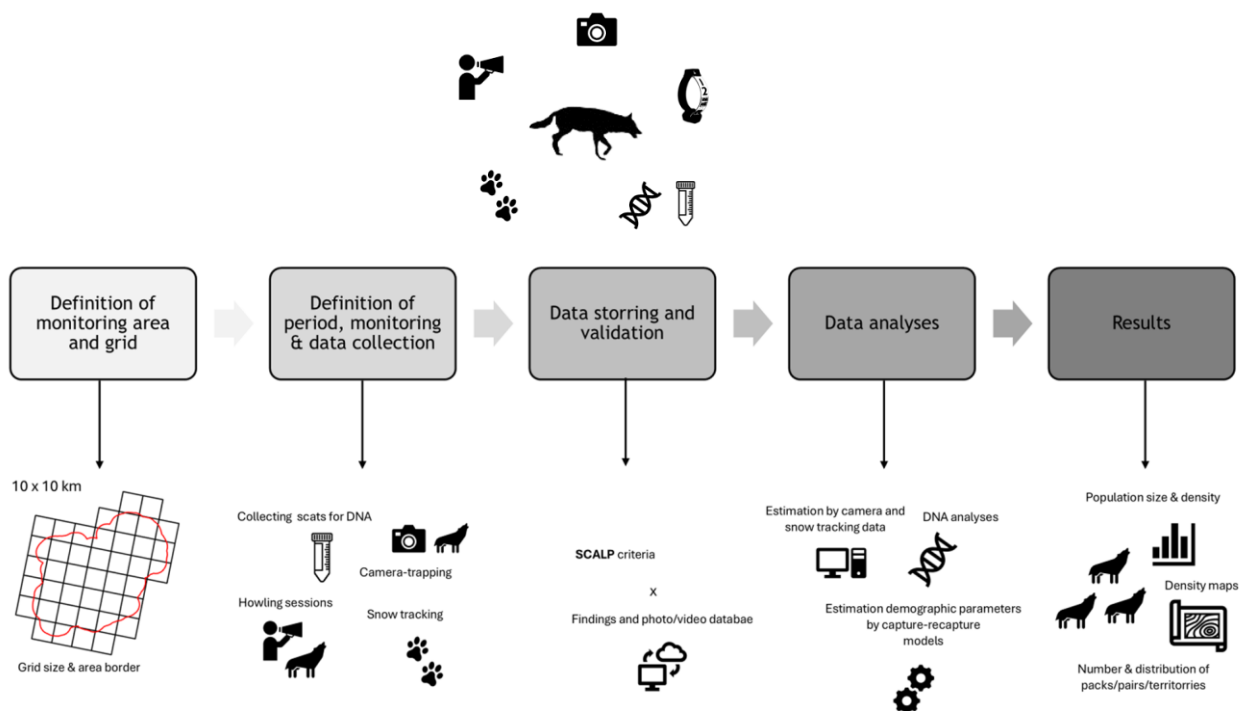 Definition of
monitoring area
and grid
Definition of
period, monitoring
& data collection
Data storring and
validation
Data analyses
Results
10 x 10 km
Grid size & area border
Collecting scats for DNA
Camera-trapping
Howling sessions
Snow tracking
SCALP criteria
x
Findings and photo/video databae
Estimation by camera and
snow tracking data
DNA analyses
Estimation demographic parameters
by capture-recapture
models
Population size & density
Density maps
Number & distribution of
packs/pairs/territorries